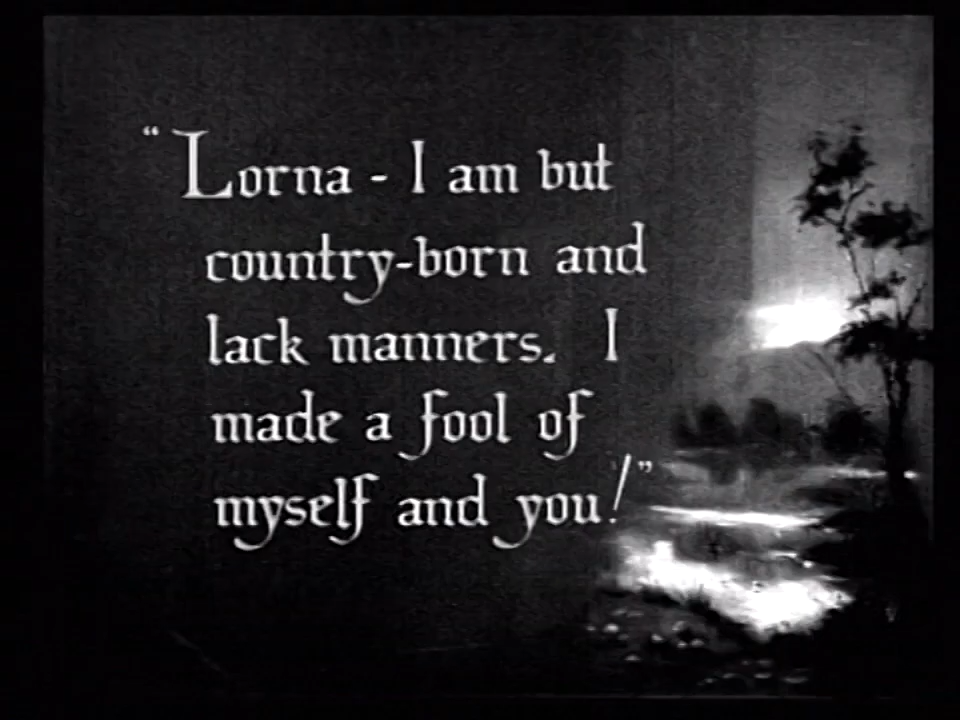 “Lorna - I am but
country-born and
lack manners. I
made a fool of
myself and you!”